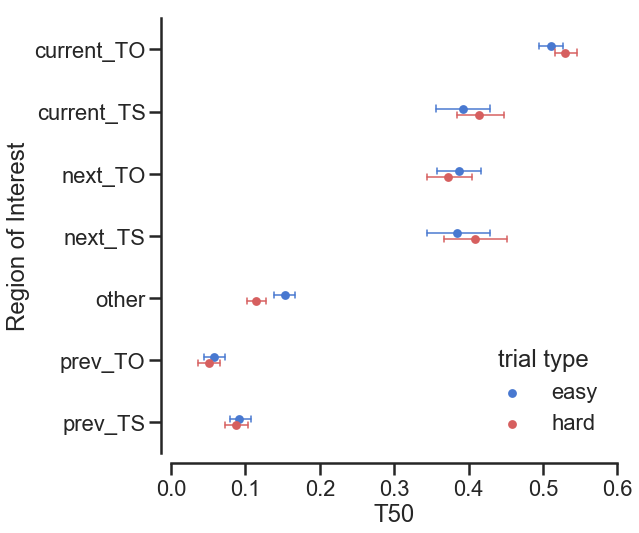 Region of Interest
current_TO
current_TS
next_TO
next_TS
other
prev_TO
prev_TS
trial type
easy
hard
0.0 0.1 0.2 0.3 0.4 0.5 0.6
T50